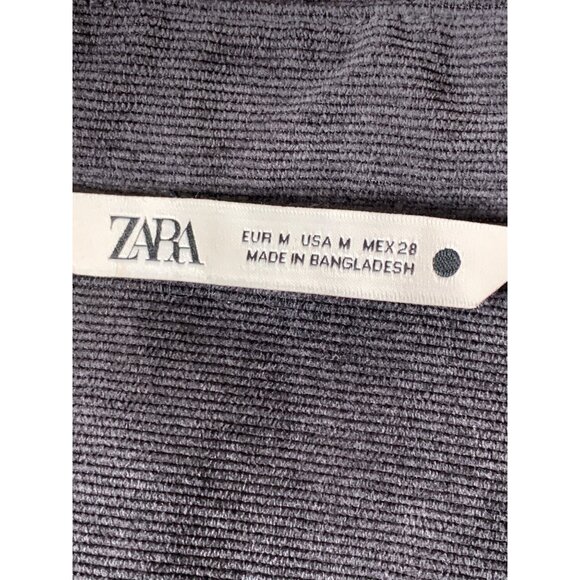 ZARA
EUR M USA M MEX 28
MADE IN BANGLADESH